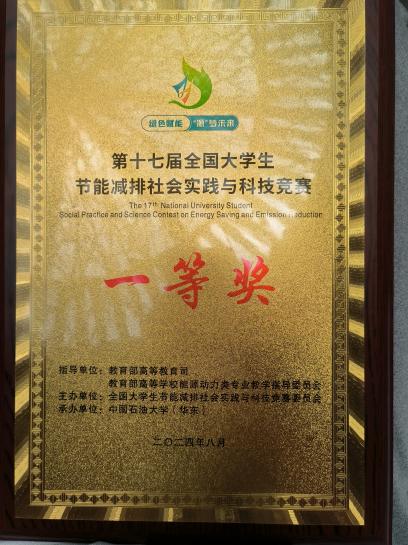 绿色赋能 “源”梦未来
第十七届全国大学生
节能减排社会实践与科技竞赛
The 17th National University Student
Social Practice and Science Contest on Energy Saving and Emission Reduction
一等奖
指导单位：教育部高等教育司
教育部高等学校能源动力类专业教学指导委员会
主办单位：全国大学生节能减排社会实践与科技竞赛委员会
承办单位：中国石油大学（华东）
二〇二四年八月